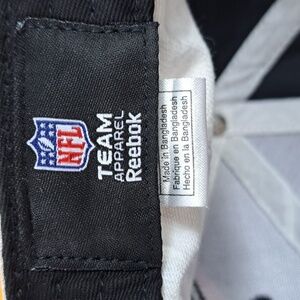 NFL
TEAM
APPAREL
Reebok
Made in Bangladesh
Fabriqué en Bangladesh
Hecho en la Bangladesh